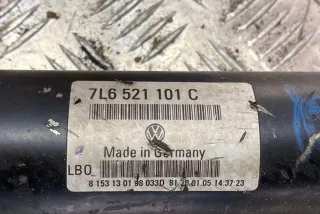 7L6 521 101 C
Made in Germany
LBO
8 153 13 01 98 033D 81 28 01.05 14:37:23